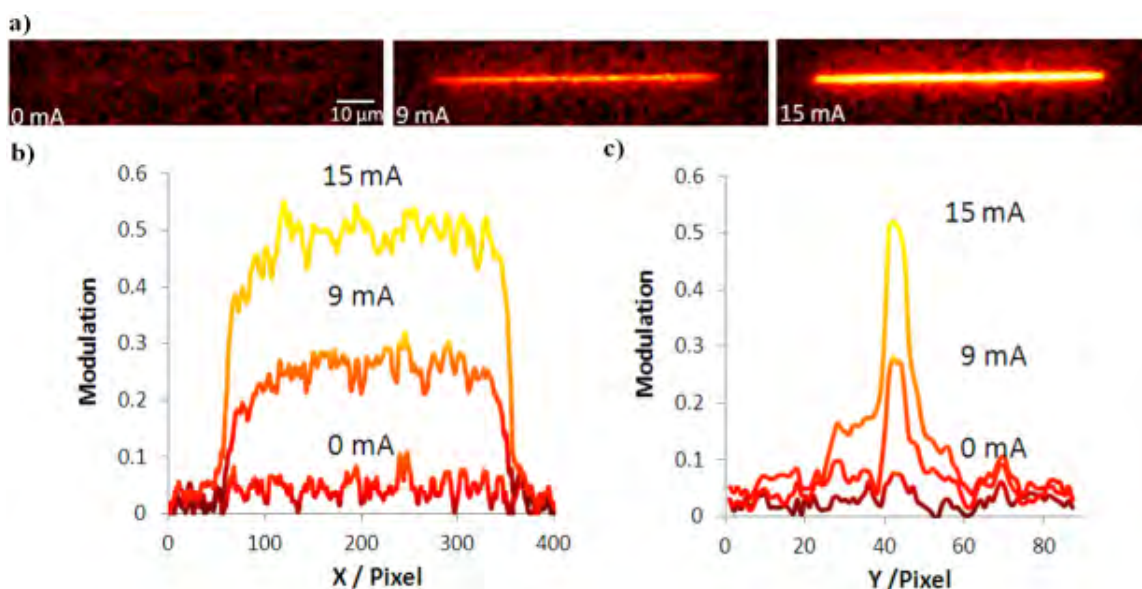 a)
0 mA
10 µm
9 mA
15 mA
b)
0.6
0.5
0.4
0.3
0.2
0.1
0
Modulation
15 mA
9 mA
0 mA
0 100 200 300 400
X / Pixel
c)
0.6
0.5
0.4
0.3
0.2
0.1
0
Modulation
15 mA
9 mA
0 mA
0 20 40 60 80
Y /Pixel